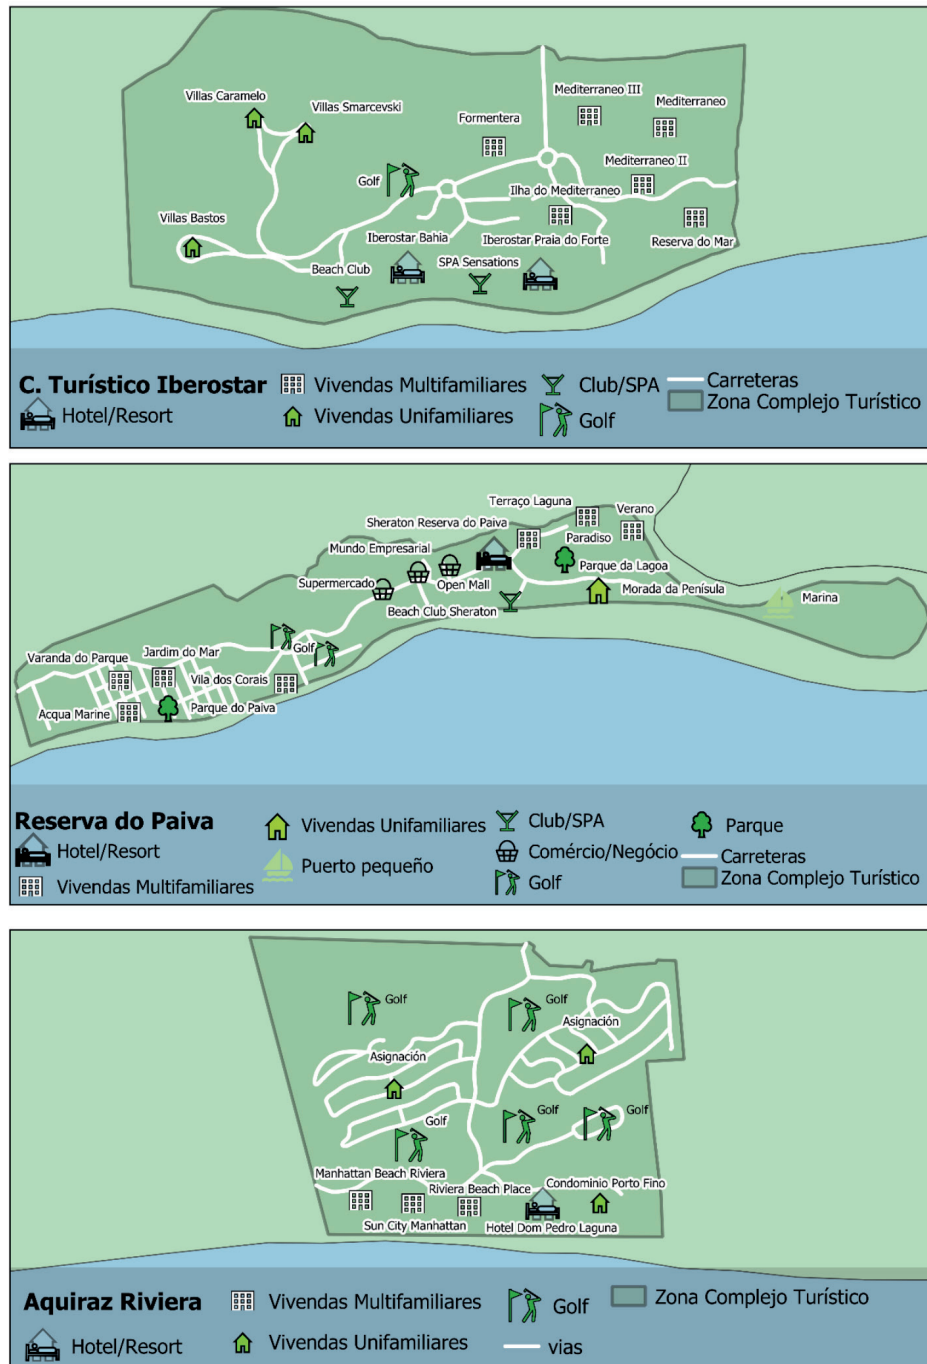 Villas Caramelo
Villas Smarcevski
Mediterraneo III
Mediterraneo
Formentera
Mediterraneo II
Golf
Ilha do Mediterraneo
Villas Bastos
Iberostar Bahia
Iberostar Praia do Forte
Reserva do Mar
Beach Club
SPA Sensations
C. Turístico Iberostar
Hotel/Resort
Vivendas Multifamiliares
Vivendas Unifamiliares
Club/SPA
Golf
Carreteras
Zona Complejo Turístico
Terraço Laguna
Verano
Sheraton Reserva do Paiva
Paradiso
Mundo Empresarial
Parque da Lagoa
Supermercado
Open Mall
Morada da Penísula
Beach Club Sheraton
Marina
Jardim do Mar
Golf
Varanda do Parque
Vila dos Corais
Acqua Marine
Parque do Paiva
Reserva do Paiva
Hotel/Resort
Vivendas Multifamiliares
Vivendas Unifamiliares
Puerto pequeño
Club/SPA
Comércio/Negócio
Golf
Parque
Carreteras
Zona Complejo Turístico
Golf
Golf
Asignación
Asignación
Golf
Golf
Golf
Manhattan Beach Riviera
Riviera Beach Place
Condominio Porto Fino
Sun City Manhattan
Hotel Dom Pedro Laguna
Aquiraz Riviera
Hotel/Resort
Vivendas Multifamiliares
Vivendas Unifamiliares
Golf
vias
Zona Complejo Turístico